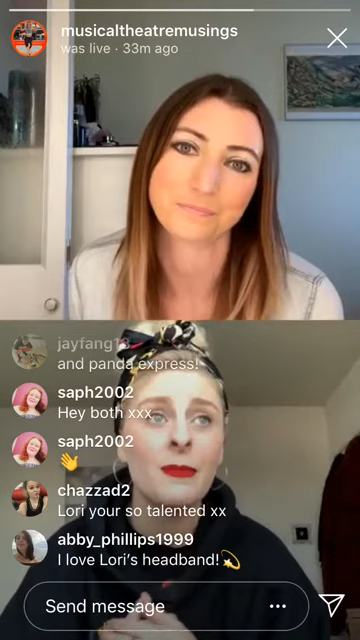 musicaltheatremusings
was live · 33m ago
jayfang1
and panda express!
saph2002
Hey both xxx
saph2002
👋
chazzad2
Lori your so talented xx
abby_phillips1999
I love Lori's headband!💫
Send message